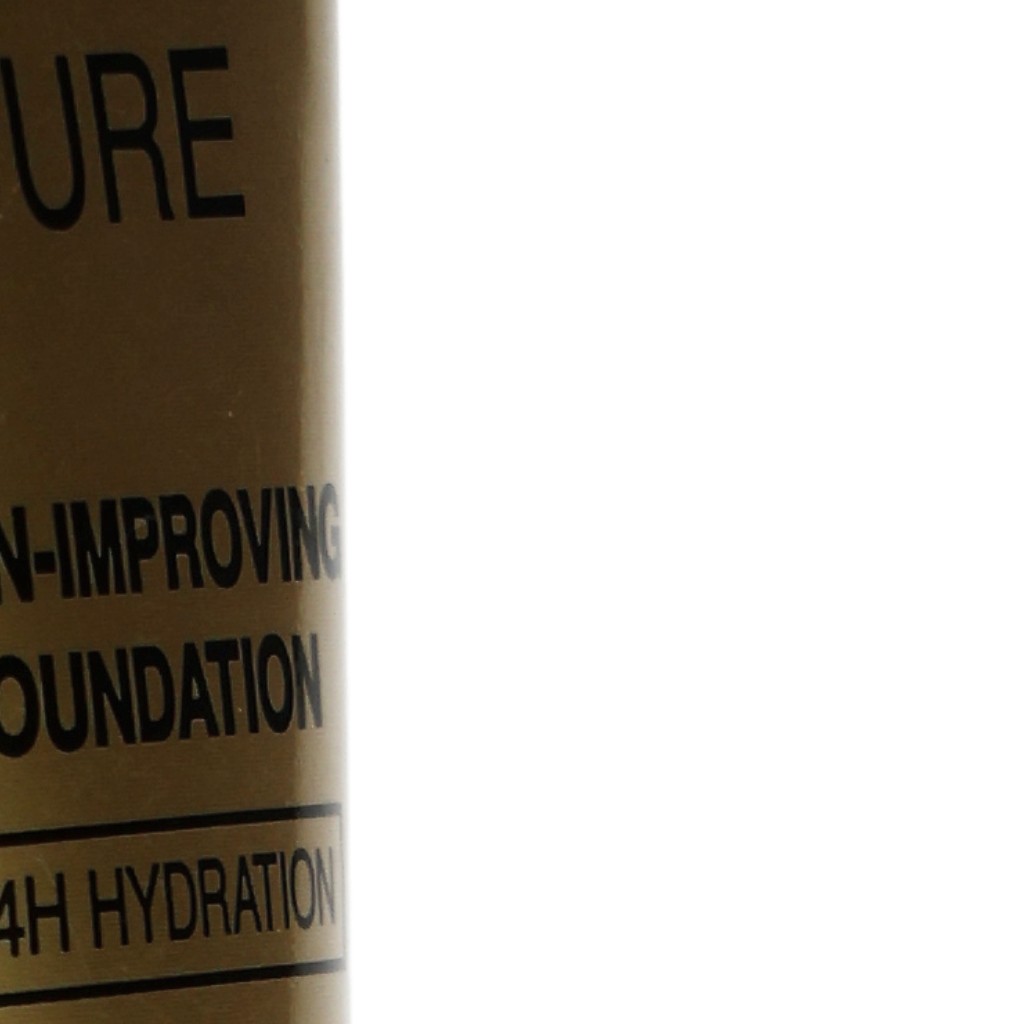 URE
N-IMPROVING
OUNDATION
4H HYDRATION